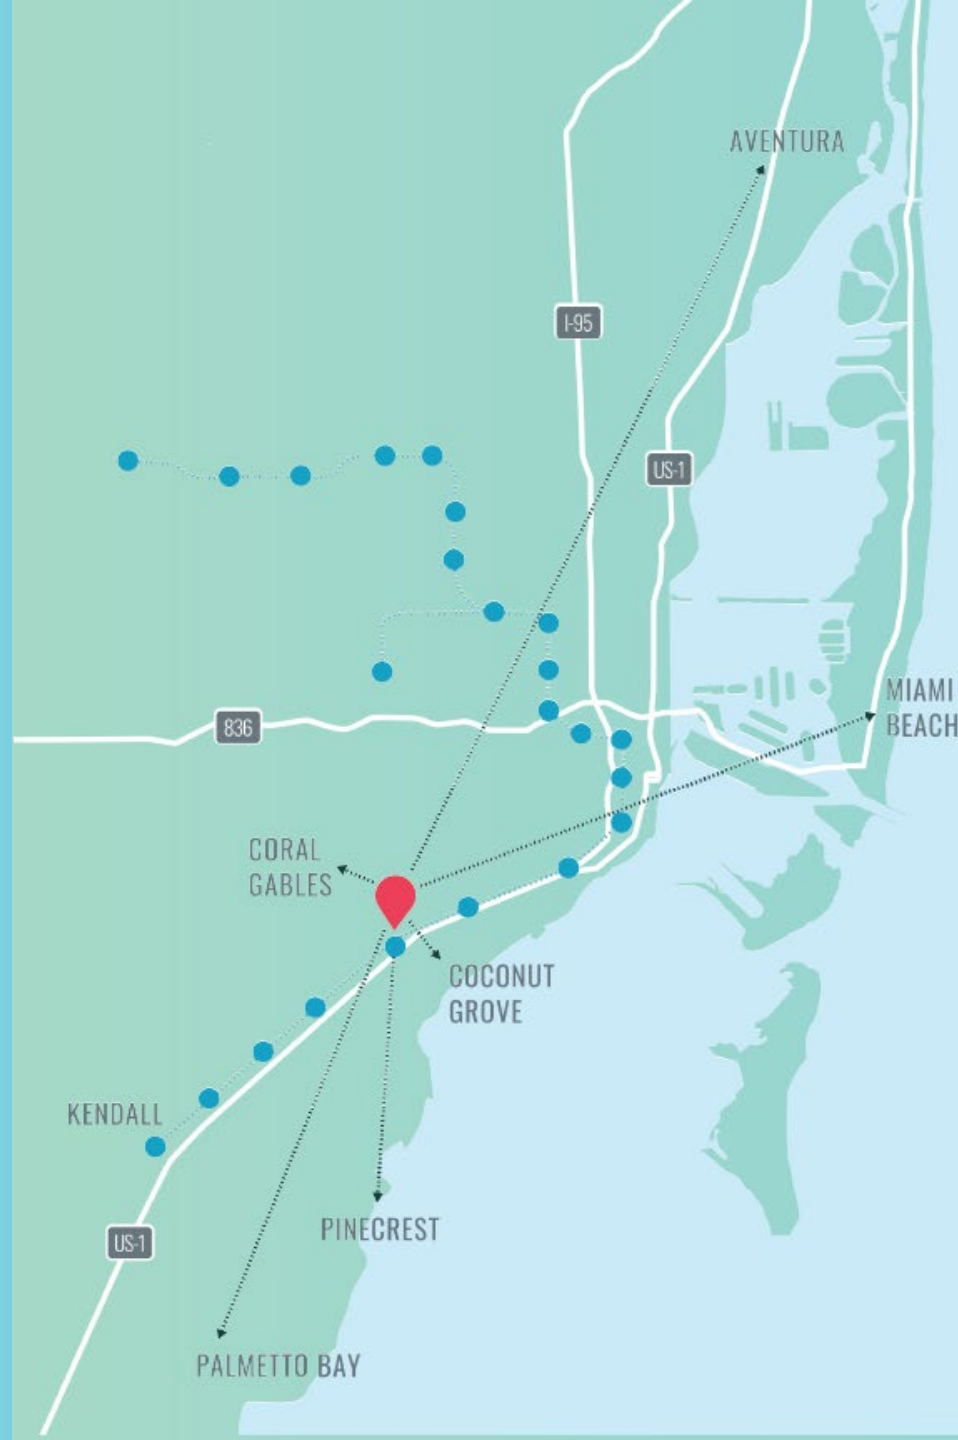 AVENTURA
I-95
US-1
MIAMI
BEACH
836
CORAL
GABLES
COCONUT
GROVE
KENDALL
PINECREST
US-1
PALMETTO BAY